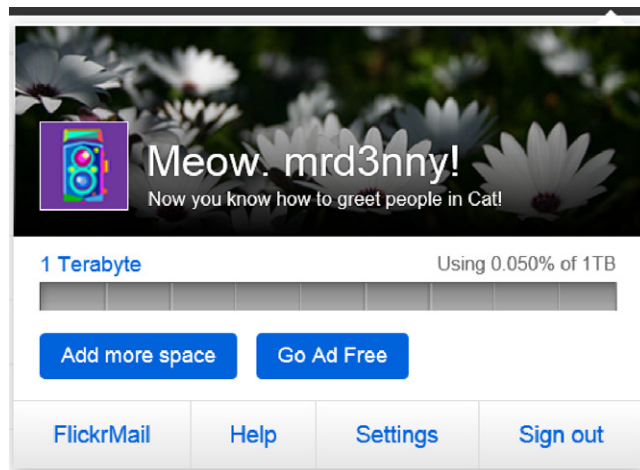 Meow. mrd3nny!
Now you know how to greet people in Cat!
1 Terabyte Using 0.050% of 1TB
Add more space Go Ad Free
FlickrMail Help Settings Sign out